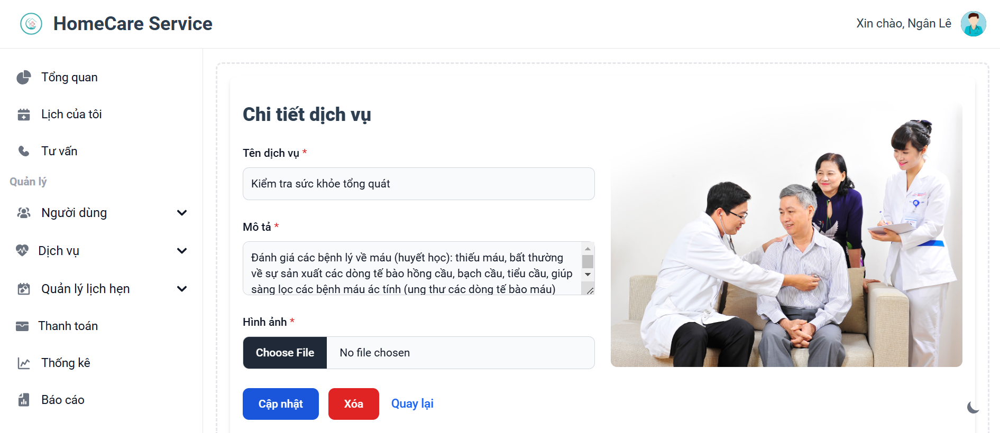 HomeCare Service
Xin chào, Ngân Lê
Tổng quan
Lịch của tôi
Tư vấn
Quản lý
Người dùng
Dịch vụ
Quản lý lịch hẹn
Thanh toán
Thống kê
Báo cáo
Chi tiết dịch vụ
Tên dịch vụ *
Kiểm tra sức khỏe tổng quát
Mô tả *
Đánh giá các bệnh lý về máu (huyết học): thiếu máu, bất thường
về sự sản xuất các dòng tế bào hồng cầu, bạch cầu, tiểu cầu, giúp
sàng lọc các bệnh máu ác tính (ung thư các dòng tế bào máu)
Hình ảnh *
Choose File No file chosen
Cập nhật Xóa Quay lại